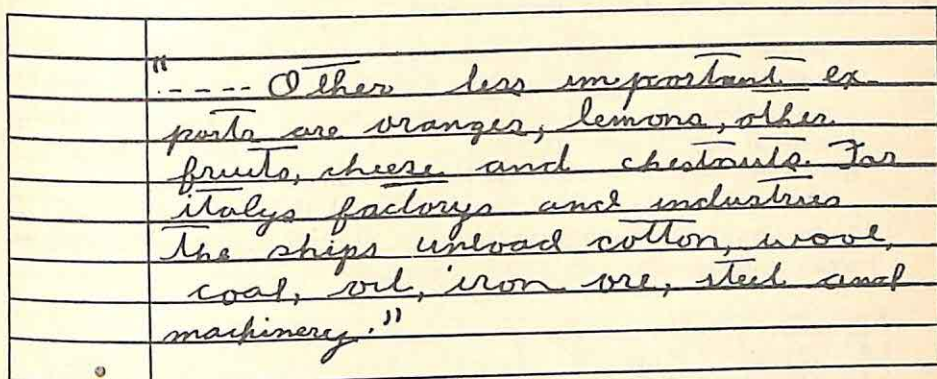 "----- Other less important ex-
ports are oranges, lemons, other
fruits, cheese and chestnuts. For
italys factorys and industries
the ships unload cotton, wool,
coal, oil, iron ore, steel and
machinery."